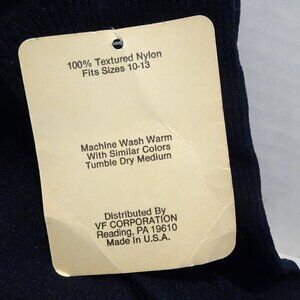 100% Textured Nylon
Fits Sizes 10-13
Machine Wash Warm
With Similar Colors
Tumble Dry Medium
Distributed By
VF CORPORATION
Reading, PA 19610
Made In U.S.A.